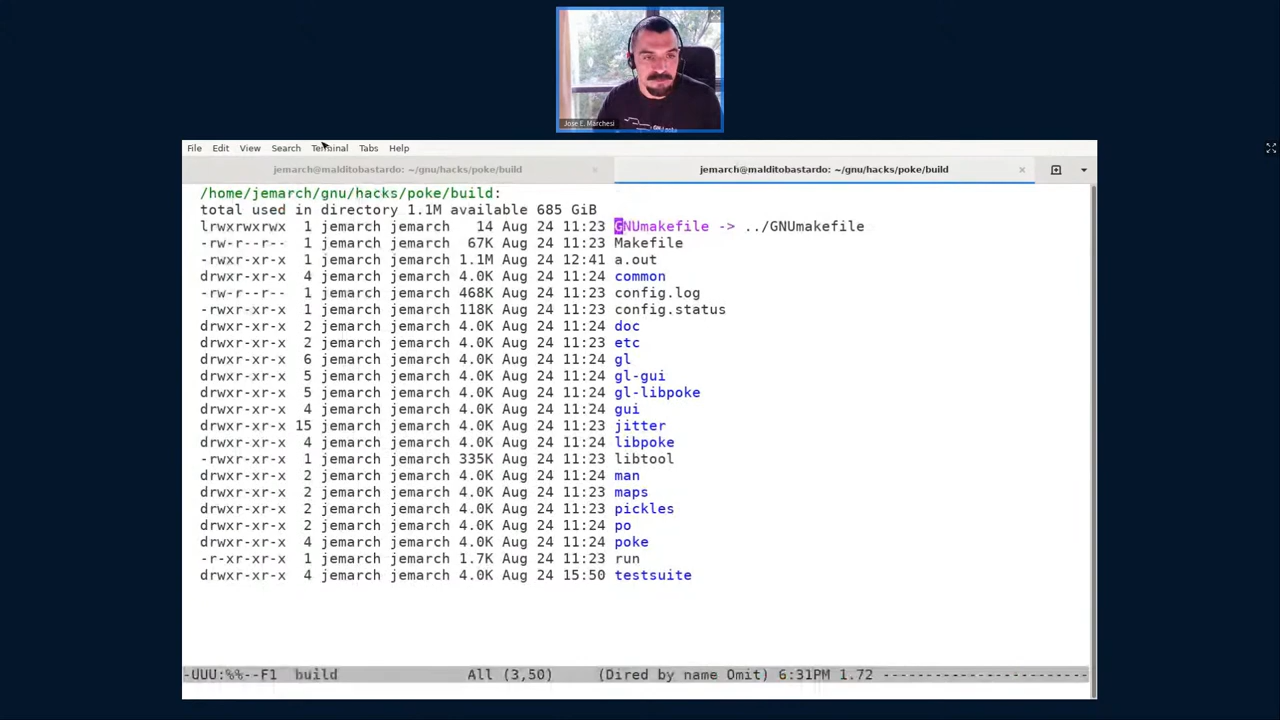 Jose E. Marchesi
File Edit View Search Terminal Tabs Help
jemarch@malditobastardo: ~/gnu/hacks/poke/build × jemarch@malditobastardo: ~/gnu/hacks/poke/build ×
/home/jemarch/gnu/hacks/poke/build:
total used in directory 1.1M available 685 GiB
lrwxrwxrwx 1 jemarch jemarch 14 Aug 24 11:23 GNUmakefile -> ../GNUmakefile
-rw-r--r-- 1 jemarch jemarch 67K Aug 24 11:23 Makefile
-rwxr-xr-x 1 jemarch jemarch 1.1M Aug 24 12:41 a.out
drwxr-xr-x 4 jemarch jemarch 4.0K Aug 24 11:24 common
-rw-r--r-- 1 jemarch jemarch 468K Aug 24 11:23 config.log
-rwxr-xr-x 1 jemarch jemarch 118K Aug 24 11:23 config.status
drwxr-xr-x 2 jemarch jemarch 4.0K Aug 24 11:24 doc
drwxr-xr-x 2 jemarch jemarch 4.0K Aug 24 11:23 etc
drwxr-xr-x 6 jemarch jemarch 4.0K Aug 24 11:24 gl
drwxr-xr-x 5 jemarch jemarch 4.0K Aug 24 11:23 gl-gui
drwxr-xr-x 5 jemarch jemarch 4.0K Aug 24 11:24 gl-libpoke
drwxr-xr-x 4 jemarch jemarch 4.0K Aug 24 11:23 gui
drwxr-xr-x 15 jemarch jemarch 4.0K Aug 24 11:23 jitter
drwxr-xr-x 4 jemarch jemarch 4.0K Aug 24 11:24 libpoke
-rwxr-xr-x 1 jemarch jemarch 335K Aug 24 11:23 libtool
drwxr-xr-x 2 jemarch jemarch 4.0K Aug 24 11:24 man
drwxr-xr-x 2 jemarch jemarch 4.0K Aug 24 11:23 maps
drwxr-xr-x 2 jemarch jemarch 4.0K Aug 24 11:23 pickles
drwxr-xr-x 2 jemarch jemarch 4.0K Aug 24 11:24 po
drwxr-xr-x 4 jemarch jemarch 4.0K Aug 24 11:24 poke
-r-xr-xr-x 1 jemarch jemarch 1.7K Aug 24 11:23 run
drwxr-xr-x 4 jemarch jemarch 4.0K Aug 24 15:50 testsuite
-UUU:%%--F1 build All (3,50) (Dired by name Omit) 6:31PM 1.72 ------------------------